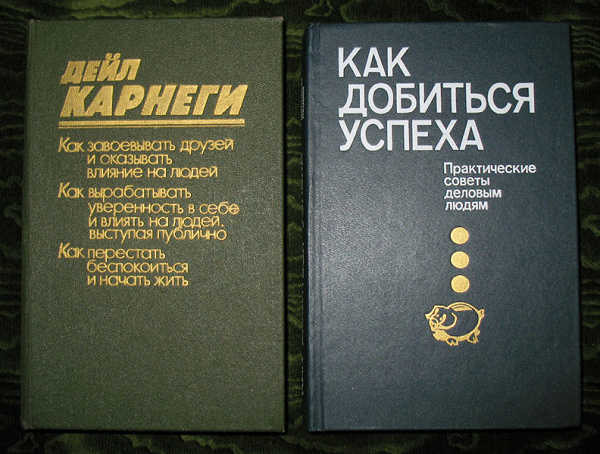 ДЕЙЛ
КАРНЕГИ
Как завоевывать друзей
и оказывать
влияние на людей
Как вырабатывать
уверенность в себе
и влиять на людей,
выступая публично
Как перестать
беспокоиться
и начать жить
КАК
ДОБИТЬСЯ
УСПЕХА
Практические
советы
деловым
людям